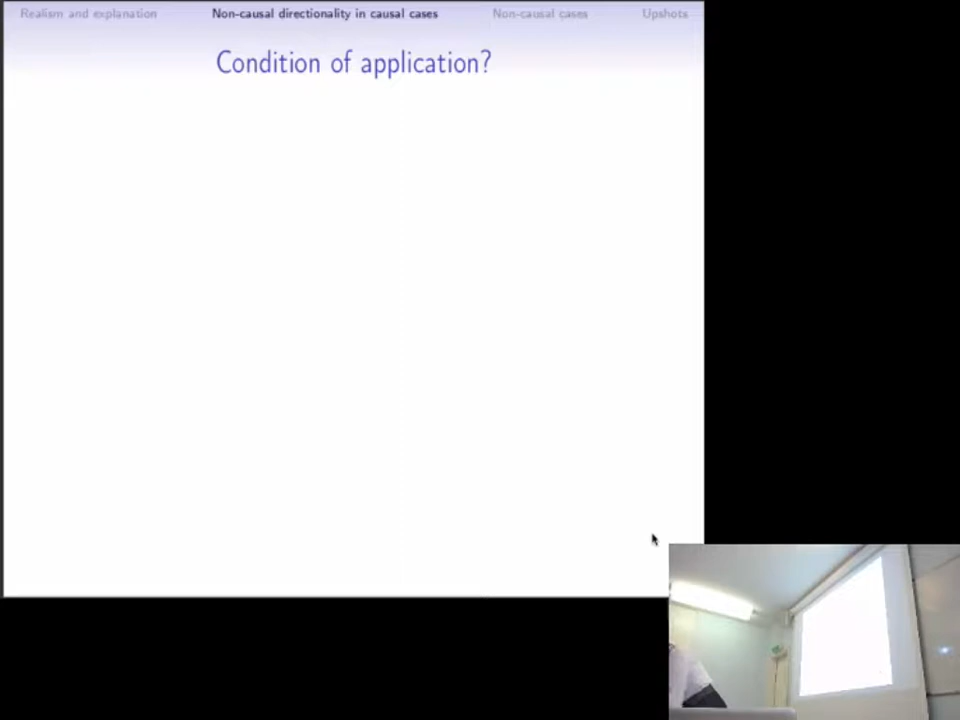 Realism and explanation Non-causal directionality in causal cases Non-causal cases Upshots
Condition of application?